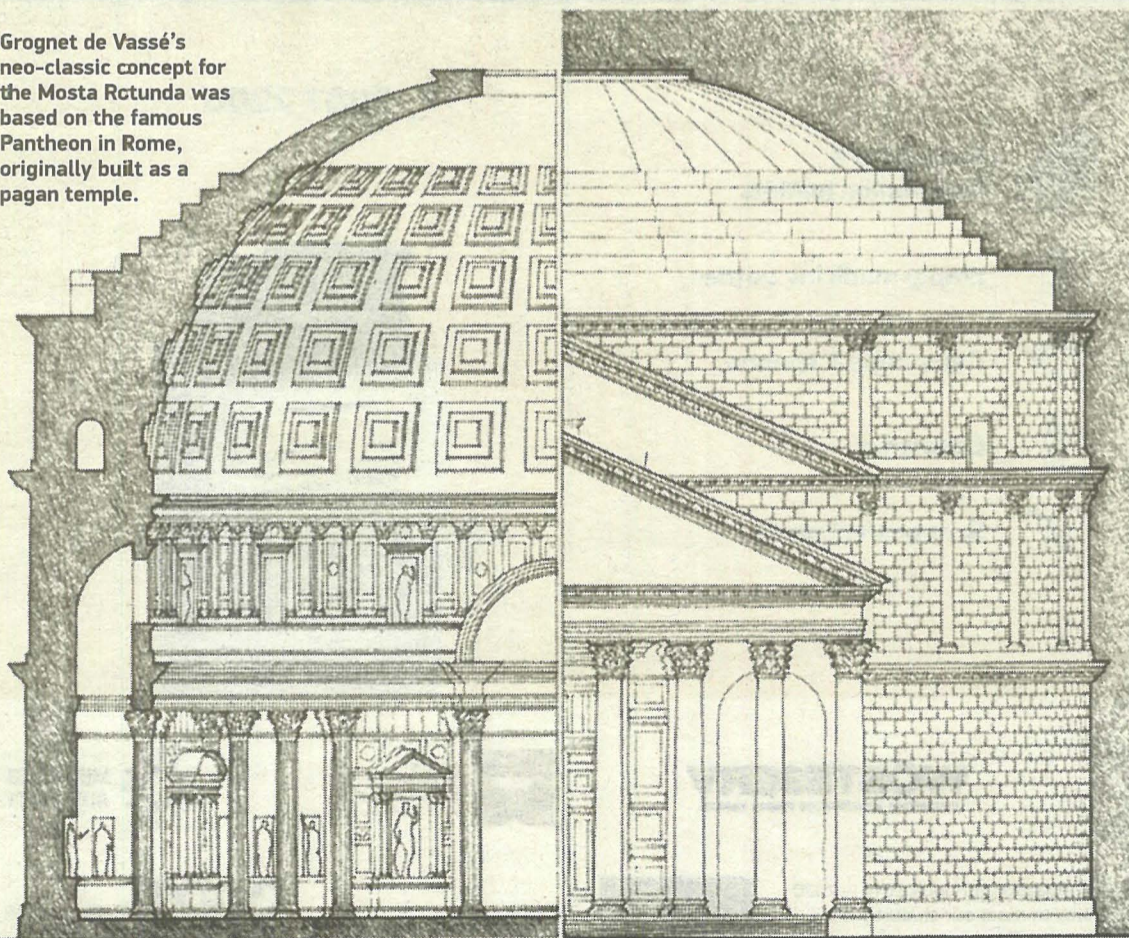 Grognet de Vassé's
neo-classic concept for
the Mosta Rotunda was
based on the famous
Pantheon in Rome,
originally built as a
pagan temple.